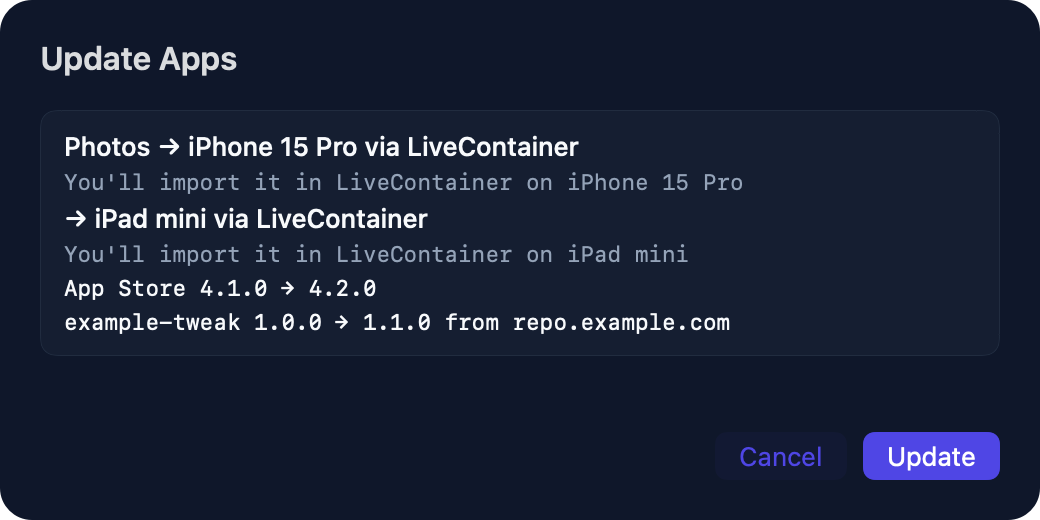 Update Apps
Photos → iPhone 15 Pro via LiveContainer
You'll import it in LiveContainer on iPhone 15 Pro
→ iPad mini via LiveContainer
You'll import it in LiveContainer on iPad mini
App Store 4.1.0 → 4.2.0
example-tweak 1.0.0 → 1.1.0 from repo.example.com
Cancel
Update